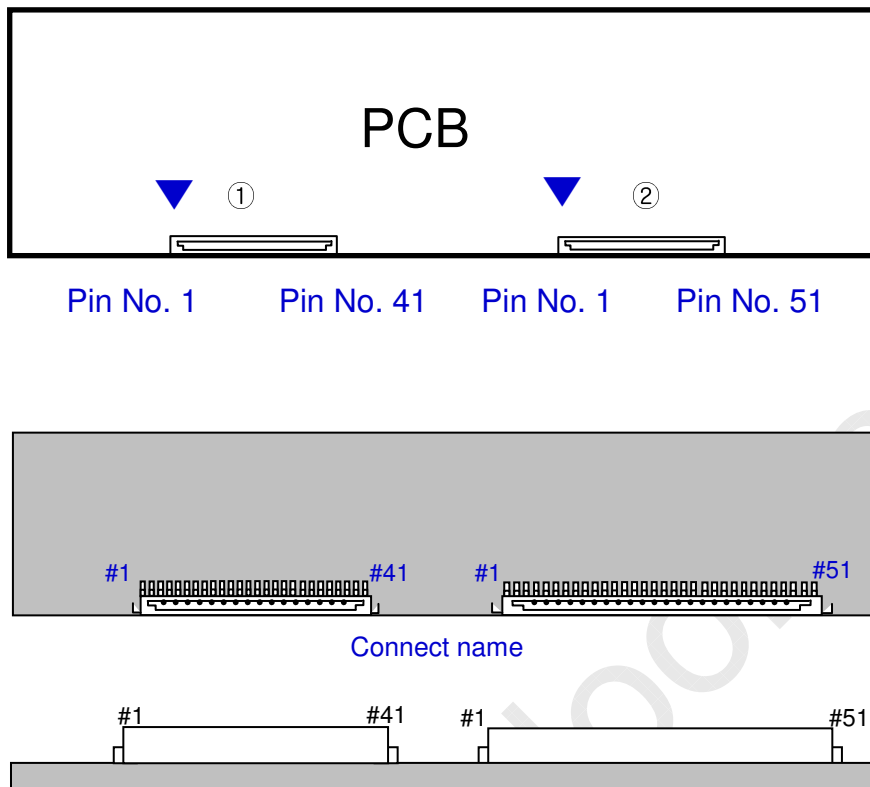 PCB
① ②
Pin No. 1 Pin No. 41 Pin No. 1 Pin No. 51
#1 #41 #1 #51
Connect name
#1 #41 #1 #51